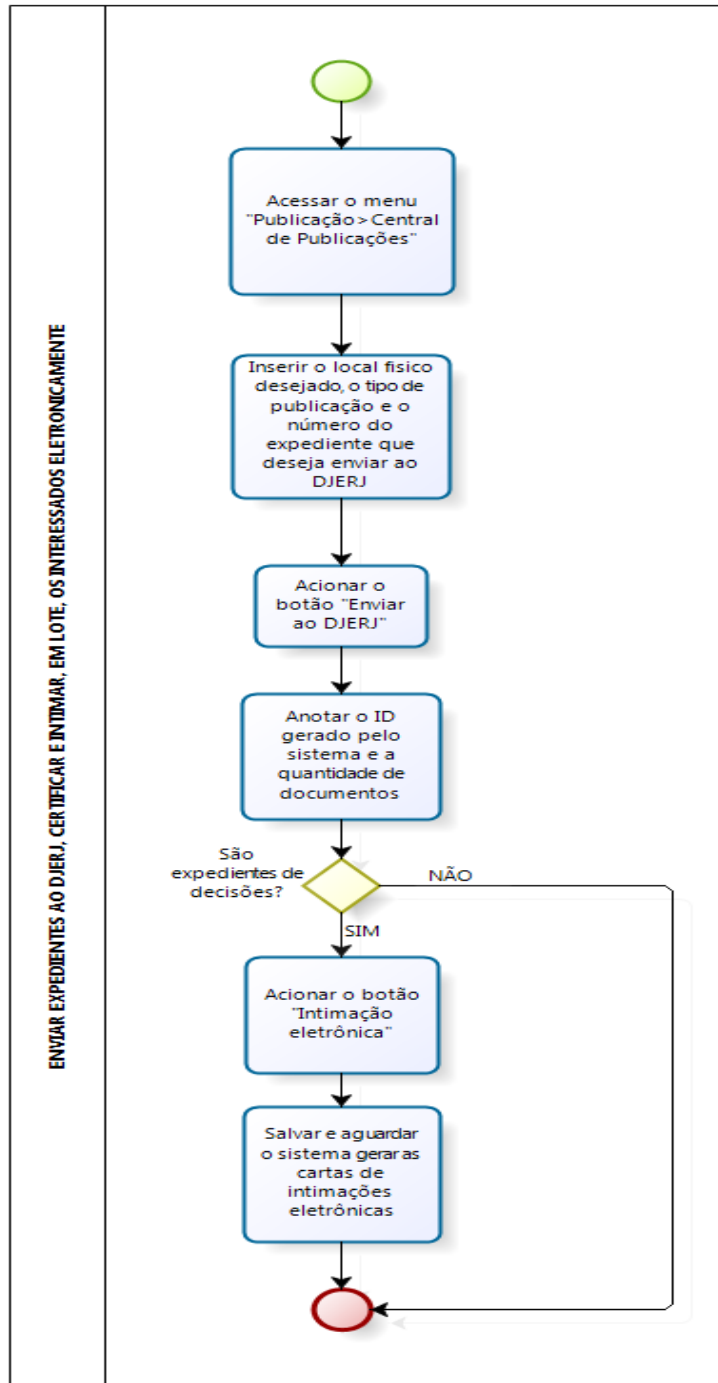 ENVIAR EXPEDIENTES AO DJERJ, CERTIFICAR E INTIMAR, EM LOTE, OS INTERESSADOS ELETRONICAMENTE
Acessar o menu
"Publicação>Central
de Publicações"
Inserir o local fisico
desejado, o tipo de
publicação e o
número do
expediente que
deseja enviar ao
DJERJ
Acionar o
botão "Enviar
ao DJERJ"
Anotar o ID
gerado pelo
sistema e a
quantidade de
documentos
São
expedientes de
decisões?
NÃO
SIM
Acionar o botão
"Intimação
eletrônica"
Salvar e aguardar
o sistema gerar as
cartas de
intimações
eletrônicas